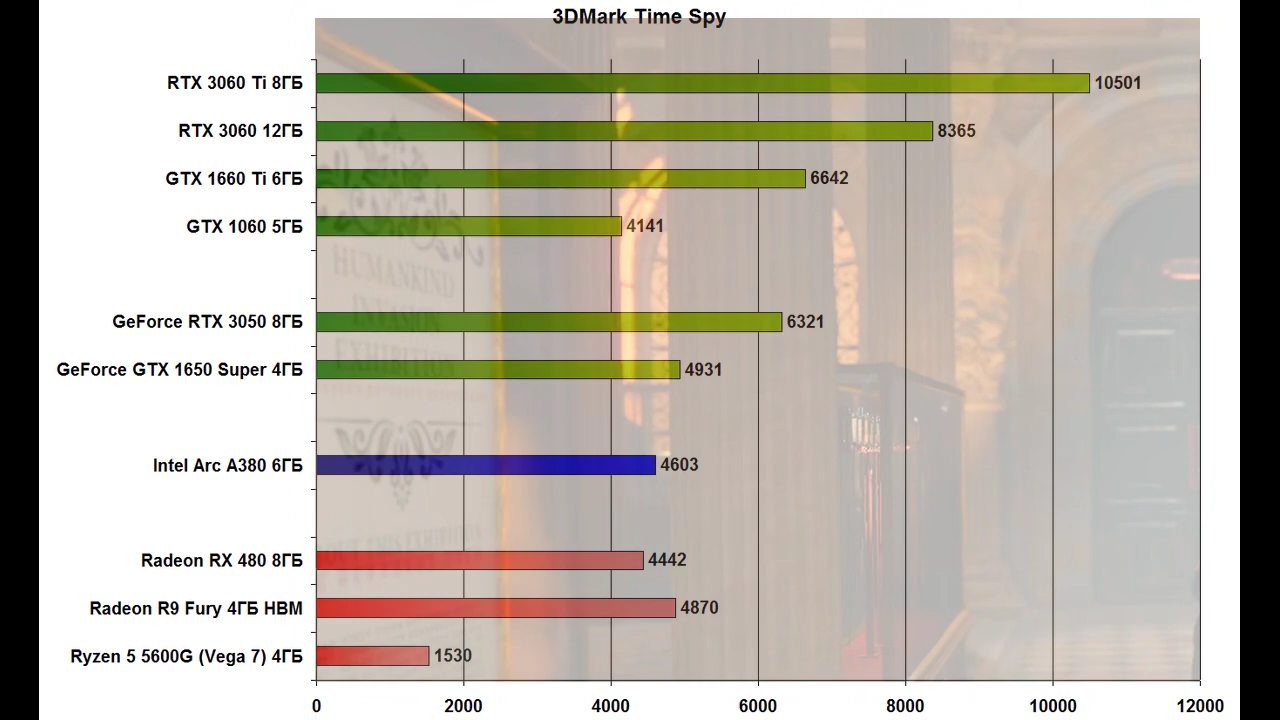 3DMark Time Spy
RTX 3060 Ti 8ГБ 10501
RTX 3060 12ГБ 8365
GTX 1660 Ti 6ГБ 6642
GTX 1060 5ГБ 4141
HUMANKIND
INVASION
EXHIBITION
GeForce RTX 3050 8ГБ 6321
GeForce GTX 1650 Super 4ГБ 4931
Intel Arc A380 6ГБ 4603
Radeon RX 480 8ГБ 4442
Radeon R9 Fury 4ГБ HBM 4870
Ryzen 5 5600G (Vega 7) 4ГБ 1530
0 2000 4000 6000 8000 10000 12000